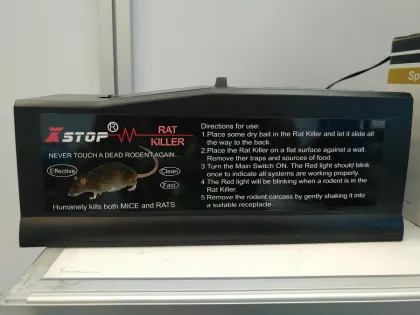 XSTOP®
RAT
KILLER
NEVER TOUCH A DEAD RODENT AGAIN...
Effective
Clean
Fast
Humanely kills both MICE and RATS
Directions for use:
1.Place some dry bait in the Rat Killer and let it slide all
the way to the back.
2.Place the Rat Killer on a flat surface against a wall.
Remove ther traps and sources of food.
3.Turn the Main Switch ON. The Red light should blink
once to indicate all systems are working properly.
4 The Red light will be blinking when a rodent is in the
Rat Killer.
5.Remove the rodent carcass by gently shaking it into
a suitable receptacle
Sp